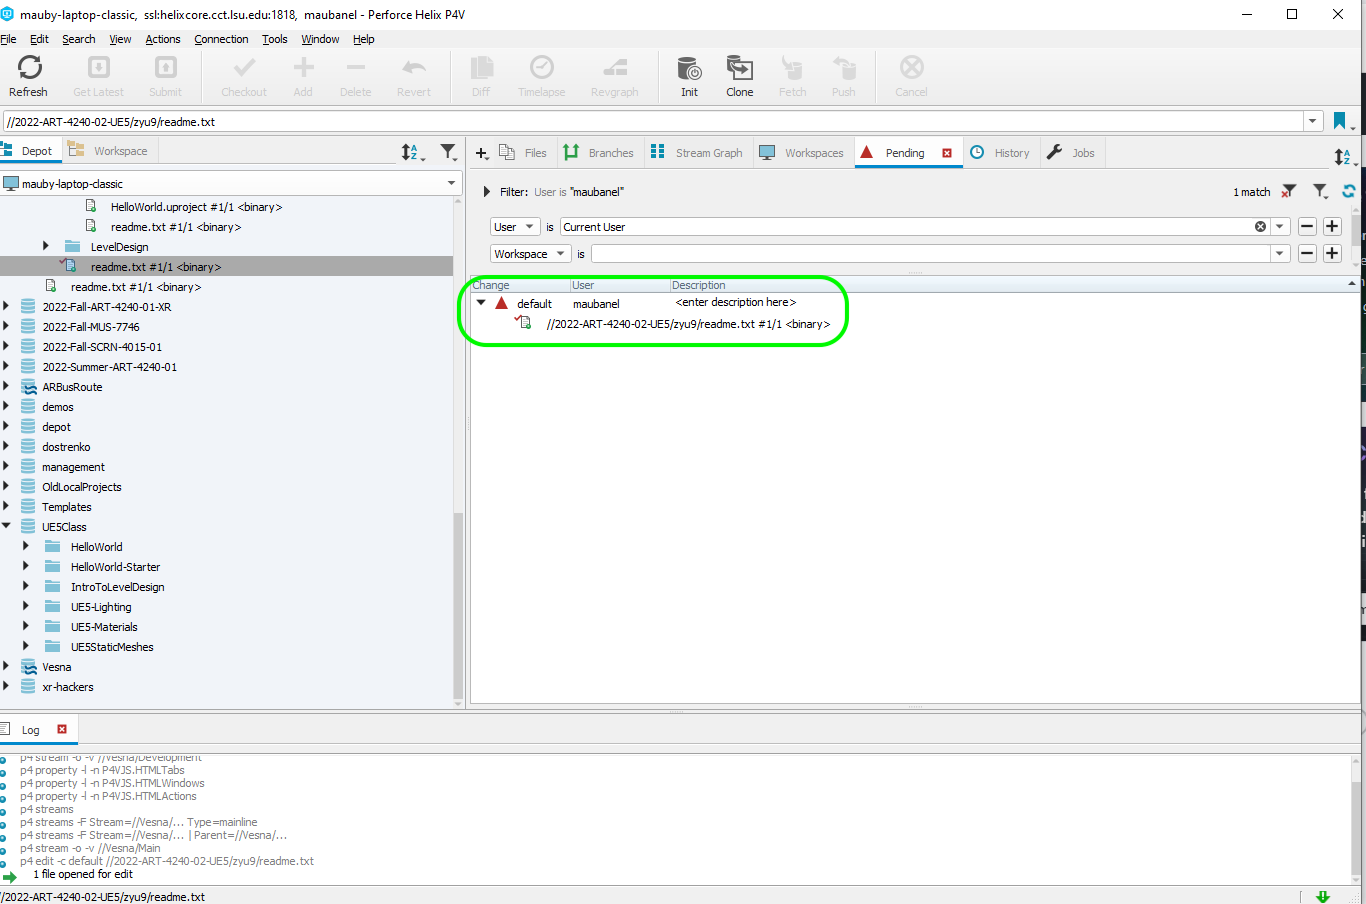 mauby-laptop-classic, ssl:helixcore.cct.lsu.edu:1818, maubanel - Perforce Helix P4V
File Edit Search View Actions Connection Tools Window Help
Refresh Get Latest Submit Checkout Add Delete Revert Diff Timelapse Revgraph Init Clone Fetch Push Cancel
//2022-ART-4240-02-UE5/zyu9/readme.txt
Depot Workspace
mauby-laptop-classic
HelloWorld.uproject #1/1 <binary>
readme.txt #1/1 <binary>
LevelDesign
readme.txt #1/1 <binary>
readme.txt #1/1 <binary>
2022-Fall-ART-4240-01-XR
2022-Fall-MUS-7746
2022-Fall-SCRN-4015-01
2022-Summer-ART-4240-01
ARBusRoute
demos
depot
dostrenko
management
OldLocalProjects
Templates
UE5Class
HelloWorld
HelloWorld-Starter
IntroToLevelDesign
UE5-Lighting
UE5-Materials
UE5StaticMeshes
Vesna
xr-hackers
Files Branches Stream Graph Workspaces Pending History Jobs
Filter: User is "maubanel" 1 match
User is Current User
Workspace is
Change User Description
default maubanel <enter description here>
//2022-ART-4240-02-UE5/zyu9/readme.txt #1/1 <binary>
Log
p4 stream -o -v //Vesna/Development
p4 property -l -n P4VJS.HTMLTabs
p4 property -l -n P4VJS.HTMLWindows
p4 property -l -n P4VJS.HTMLActions
p4 streams
p4 streams -F Stream=//Vesna/... Type=mainline
p4 streams -F Stream=//Vesna/... | Parent=//Vesna/...
p4 stream -o -v //Vesna/Main
p4 edit -c default //2022-ART-4240-02-UE5/zyu9/readme.txt
1 file opened for edit
//2022-ART-4240-02-UE5/zyu9/readme.txt